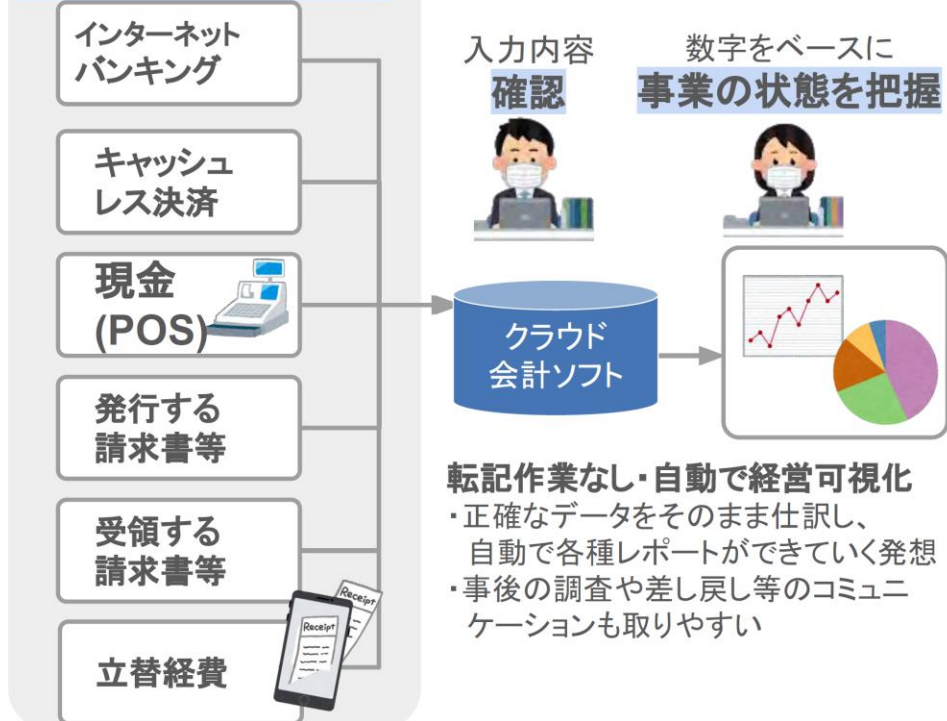 インターネット
バンキング
キャッシュ
レス決済
現金
(POS)
発行する
請求書等
受領する
請求書等
立替経費
Receipt
Receipt
入力内容
確認
数字をベースに
事業の状態を把握
クラウド
会計ソフト
転記作業なし・自動で経営可視化
・正確なデータをそのまま仕訳し、
自動で各種レポートができていく発想
・事後の調査や差し戻し等のコミュニ
ケーションも取りやすい